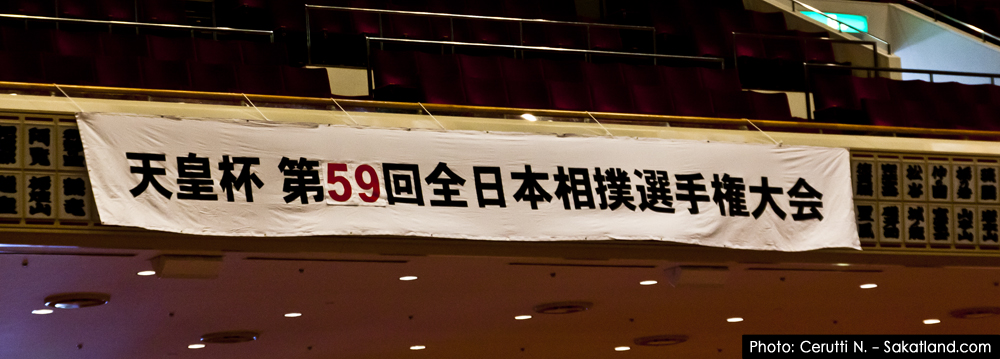 天皇杯 第59回全日本相撲選手権大会
Photo: Cerutti N. – Sakatland.com